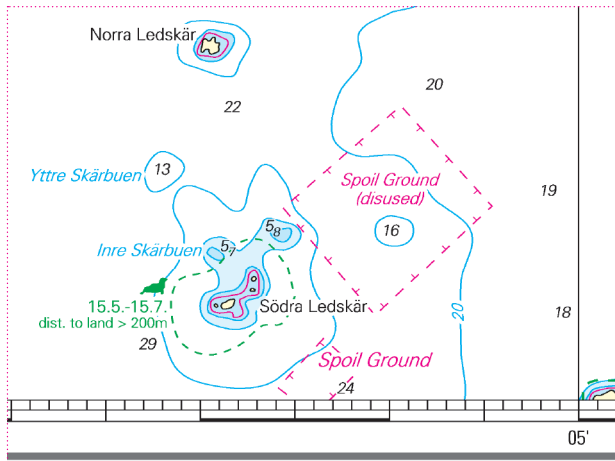 Norra Ledskär
20
22
13
Yttre Skärbuen
Spoil Ground
(disused)
19
16
5₈
5₇
Inre Skärbuen
15.5.-15.7.
dist. to land > 200m
Södra Ledskär
20
18
29
Spoil Ground
24
05'